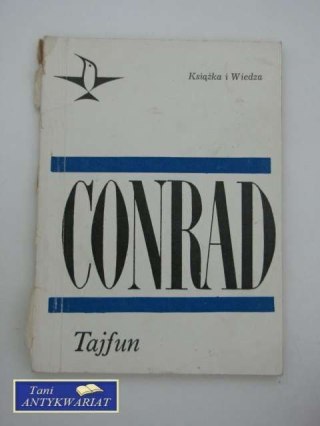 Książka i Wiedza
CONRAD
Tajfun
Tani
ANTYKWARIAT